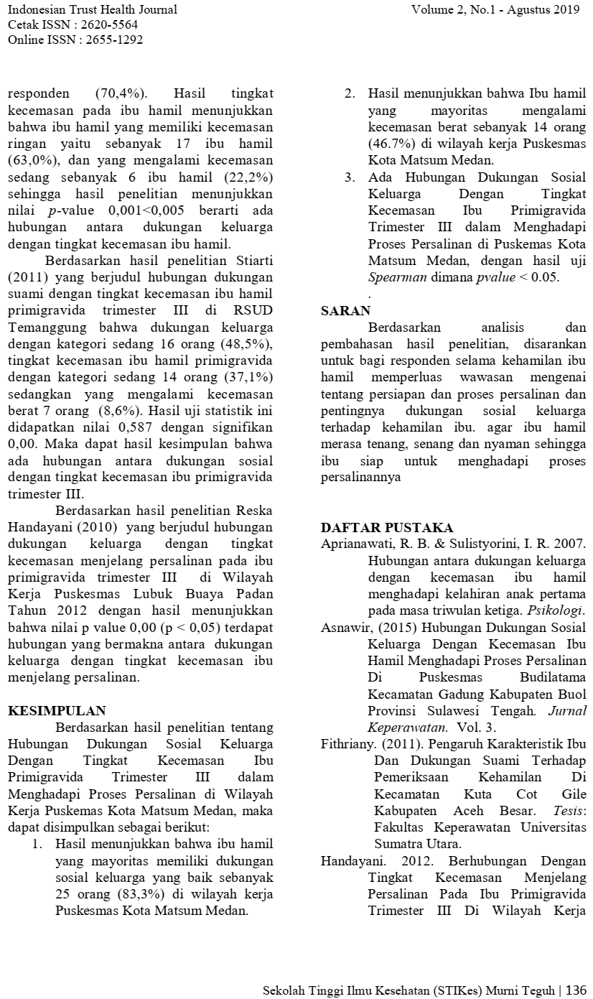 Indonesian Trust Health Journal
Volume 2, No.1 - Agustus 2019
Cetak ISSN : 2620-5564
Online ISSN : 2655-1292
responden (70,4%). Hasil tingkat
kecemasan pada ibu hamil menunjukkan
bahwa ibu hamil yang memiliki kecemasan
ringan yaitu sebanyak 17 ibu hamil
(63,0%), dan yang mengalami kecemasan
sedang sebanyak 6 ibu hamil (22,2%)
sehingga hasil penelitian menunjukkan
nilai p-value 0,001<0,005 berarti ada
hubungan antara dukungan keluarga
dengan tingkat kecemasan ibu hamil.
Berdasarkan hasil penelitian Stiarti
(2011) yang berjudul hubungan dukungan
suami dengan tingkat kecemasan ibu hamil
primigravida trimester III di RSUD
Temanggung bahwa dukungan keluarga
dengan kategori sedang 16 orang (48,5%),
tingkat kecemasan ibu hamil primigravida
dengan kategori sedang 14 orang (37,1%)
sedangkan yang mengalami kecemasan
berat 7 orang (8,6%). Hasil uji statistik ini
didapatkan nilai 0,587 dengan signifikan
0,00. Maka dapat hasil kesimpulan bahwa
ada hubungan antara dukungan sosial
dengan tingkat kecemasan ibu primigravida
trimester III.
Berdasarkan hasil penelitian Reska
Handayani (2010) yang berjudul hubungan
dukungan keluarga dengan tingkat
kecemasan menjelang persalinan pada ibu
primigravida trimester III di Wilayah
Kerja Puskesmas Lubuk Buaya Padan
Tahun 2012 dengan hasil menunjukkan
bahwa nilai p value 0,00 (p < 0,05) terdapat
hubungan yang bermakna antara dukungan
keluarga dengan tingkat kecemasan ibu
menjelang persalinan.
KESIMPULAN
Berdasarkan hasil penelitian tentang
Hubungan Dukungan Sosial Keluarga
Dengan Tingkat Kecemasan Ibu
Primigravida Trimester III dalam
Menghadapi Proses Persalinan di Wilayah
Kerja Puskemas Kota Matsum Medan, maka
dapat disimpulkan sebagai berikut:
1. Hasil menunjukkan bahwa ibu hamil
yang mayoritas memiliki dukungan
sosial keluarga yang baik sebanyak
25 orang (83,3%) di wilayah kerja
Puskesmas Kota Matsum Medan.
2. Hasil menunjukkan bahwa Ibu hamil
yang mayoritas mengalami
kecemasan berat sebanyak 14 orang
(46.7%) di wilayah kerja Puskesmas
Kota Matsum Medan.
3. Ada Hubungan Dukungan Sosial
Keluarga Dengan Tingkat
Kecemasan Ibu Primigravida
Trimester III dalam Menghadapi
Proses Persalinan di Puskemas Kota
Matsum Medan, dengan hasil uji
Spearman dimana pvalue < 0.05.
.
SARAN
Berdasarkan analisis dan
pembahasan hasil penelitian, disarankan
untuk bagi responden selama kehamilan ibu
hamil memperluas wawasan mengenai
tentang persiapan dan proses persalinan dan
pentingnya dukungan sosial keluarga
terhadap kehamilan ibu. agar ibu hamil
merasa tenang, senang dan nyaman sehingga
ibu siap untuk menghadapi proses
persalinannya
DAFTAR PUSTAKA
Aprianawati, R. B. & Sulistyorini, I. R. 2007.
Hubungan antara dukungan keluarga
dengan kecemasan ibu hamil
menghadapi kelahiran anak pertama
pada masa triwulan ketiga. Psikologi.
Asnawir, (2015) Hubungan Dukungan Sosial
Keluarga Dengan Kecemasan Ibu
Hamil Menghadapi Proses Persalinan
Di Puskesmas Budilatama
Kecamatan Gadung Kabupaten Buol
Provinsi Sulawesi Tengah. Jurnal
Keperawatan. Vol. 3.
Fithriany. (2011). Pengaruh Karakteristik Ibu
Dan Dukungan Suami Terhadap
Pemeriksaan Kehamilan Di
Kecamatan Kuta Cot Gile
Kabupaten Aceh Besar. Tesis:
Fakultas Keperawatan Universitas
Sumatra Utara.
Handayani. 2012. Berhubungan Dengan
Tingkat Kecemasan Menjelang
Persalinan Pada Ibu Primigravida
Trimester III Di Wilayah Kerja
Sekolah Tinggi Ilmu Kesehatan (STIKes) Murni Teguh | 136